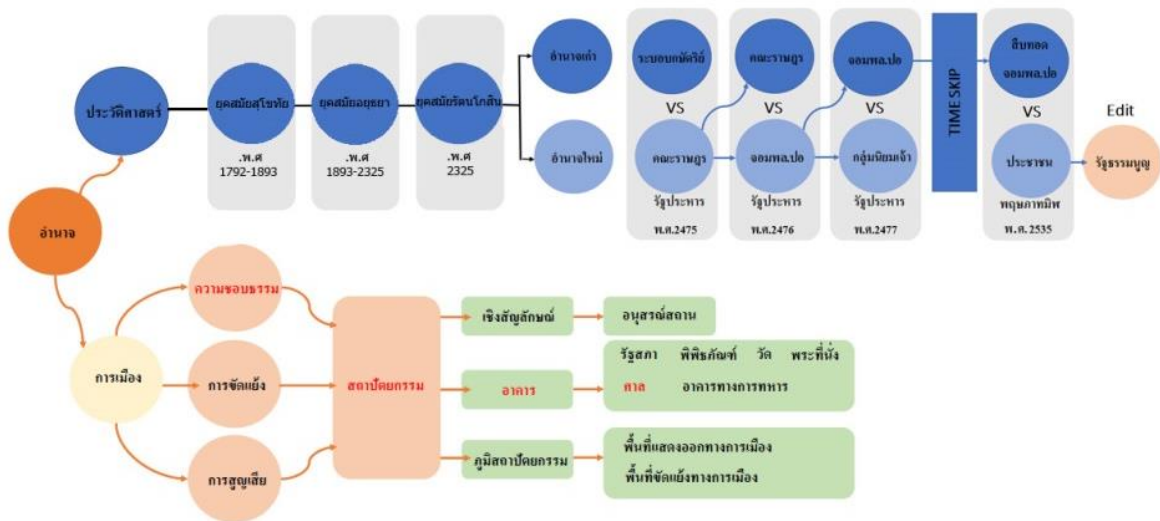 อำนาจ
ประวัติศาสตร์
ยุคสมัยสุโขทัย
.พ.ศ
1792-1893
ยุคสมัยอยุธยา
.พ.ศ
1893-2325
ยุคสมัยรัตนโกสิน
.พ.ศ
2325
อำนาจเก่า
อำนาจใหม่
ระบอบกษัตริย์
VS
คณะราษฎร
รัฐประหาร
พ.ศ.2475
คณะราษฎร
VS
จอมพล.ปอ
รัฐประหาร
พ.ศ.2476
จอมพล.ปอ
VS
กลุ่มนิยมเจ้า
รัฐประหาร
พ.ศ.2477
TIME SKIP
สืบทอด
จอมพล.ปอ
VS
ประชาชน
พฤษภาทมิฬ
พ.ศ.2535
Edit
รัฐธรรมนูญ
การเมือง
ความชอบธรรม
การขัดแย้ง
การสูญเสีย
สถาปัตยกรรม
เชิงสัญลักษณ์
อนุสรณ์สถาน
อาคาร
รัฐสภา พิพิธภัณฑ์ วัด พระที่นั่ง
ศาล อาคารทางการทหาร
ภูมิสถาปัตยกรรม
พื้นที่แสดงออกทางการเมือง
พื้นที่ขัดแย้งทางการเมือง